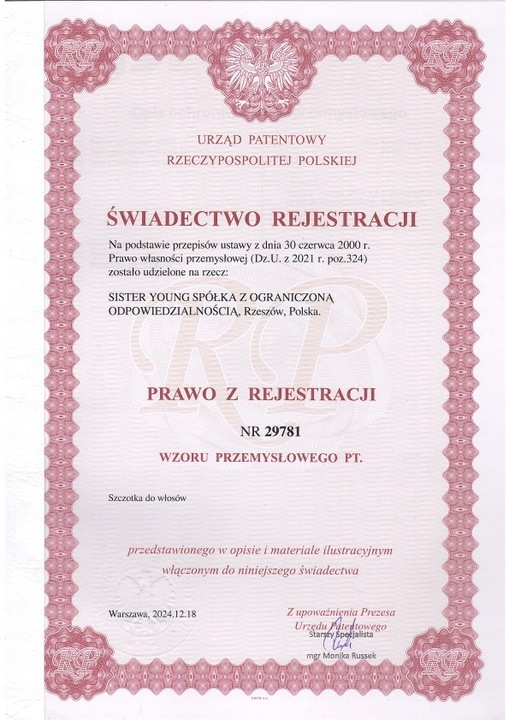 URZĄD PATENTOWY
RZECZYPOSPOLITEJ POLSKIEJ
ŚWIADECTWO REJESTRACJI
Na podstawie przepisów ustawy z dnia 30 czerwca 2000 r.
Prawo własności przemysłowej (Dz.U. z 2021 r. poz.324)
zostało udzielone na rzecz:
SISTER YOUNG SPÓŁKA Z OGRANICZONĄ
ODPOWIEDZIALNOŚCIĄ, Rzeszów, Polska.
RP
PRAWO Z REJESTRACJI
NR 29781
WZORU PRZEMYSŁOWEGO PT.
Szczotka do włosów
przedstawionego w opisie i materiale ilustracyjnym
włączonym do niniejszego świadectwa
Warszawa, 2024.12.18
Z upoważnienia Prezesa
Urzędu Patentowego
Starszy Specjalista
mgr Monika Russek